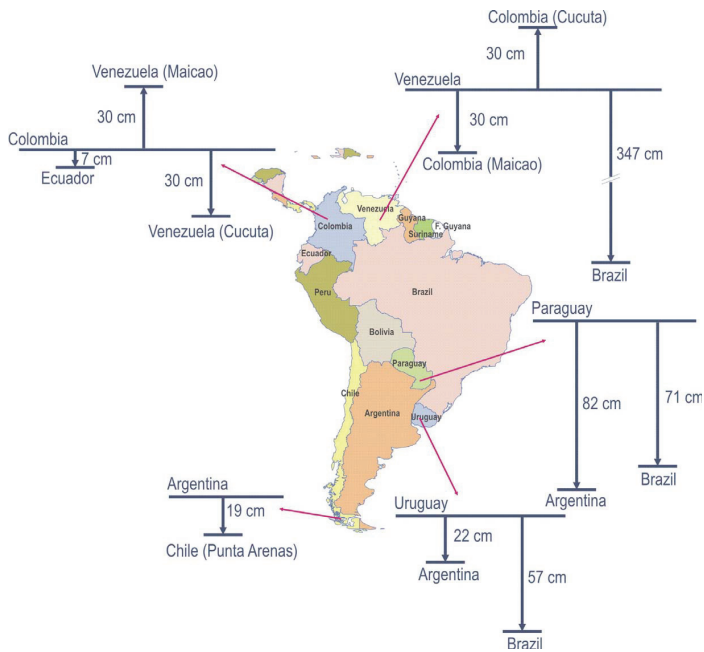 Colombia (Cucuta)
30 cm
Venezuela
30 cm
Colombia (Maicao)
347 cm
Brazil
Venezuela (Maicao)
30 cm
Colombia
7 cm
Ecuador
30 cm
Venezuela (Cucuta)
Venezuela
Guyana
F. Guyana
Suriname
Colombia
Ecuador
Peru
Brazil
Bolivia
Paraguay
Chile
Argentina
Uruguay
Paraguay
82 cm
71 cm
Brazil
Argentina
Argentina
19 cm
Chile (Punta Arenas)
Uruguay
22 cm
Argentina
57 cm
Brazil